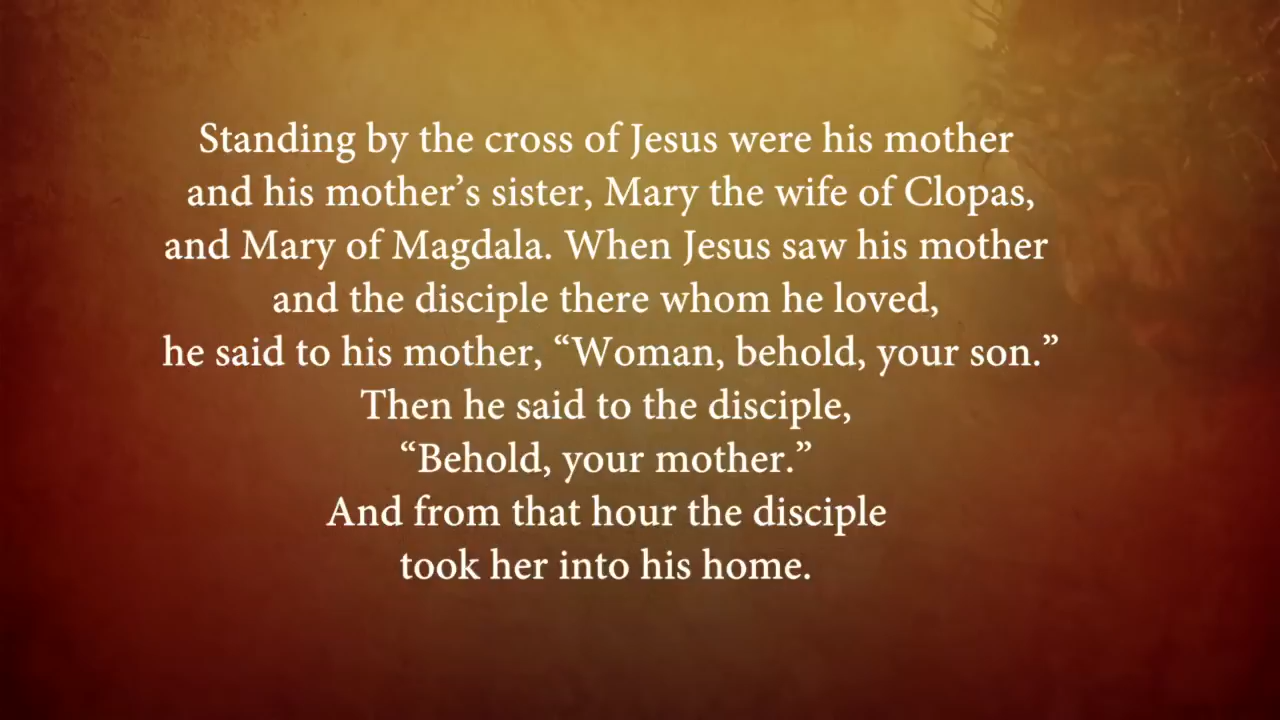 Standing by the cross of Jesus were his mother
and his mother’s sister, Mary the wife of Clopas,
and Mary of Magdala. When Jesus saw his mother
and the disciple there whom he loved,
he said to his mother, “Woman, behold, your son.”
Then he said to the disciple,
“Behold, your mother.”
And from that hour the disciple
took her into his home.